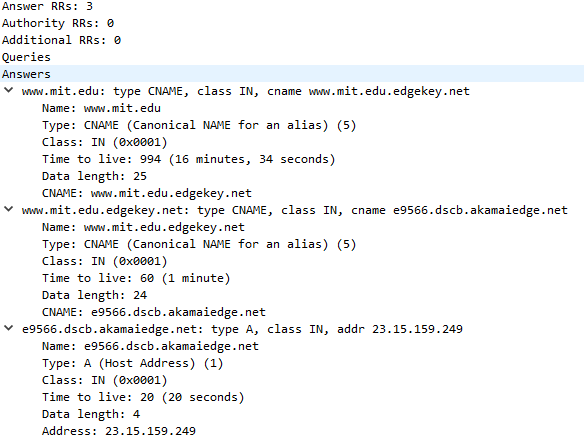 Answer RRs: 3
Authority RRs: 0
Additional RRs: 0
Queries
Answers
www.mit.edu: type CNAME, class IN, cname www.mit.edu.edgekey.net
Name: www.mit.edu
Type: CNAME (Canonical NAME for an alias) (5)
Class: IN (0x0001)
Time to live: 994 (16 minutes, 34 seconds)
Data length: 25
CNAME: www.mit.edu.edgekey.net
www.mit.edu.edgekey.net: type CNAME, class IN, cname e9566.dscb.akamaiedge.net
Name: www.mit.edu.edgekey.net
Type: CNAME (Canonical NAME for an alias) (5)
Class: IN (0x0001)
Time to live: 60 (1 minute)
Data length: 24
CNAME: e9566.dscb.akamaiedge.net
e9566.dscb.akamaiedge.net: type A, class IN, addr 23.15.159.249
Name: e9566.dscb.akamaiedge.net
Type: A (Host Address) (1)
Class: IN (0x0001)
Time to live: 20 (20 seconds)
Data length: 4
Address: 23.15.159.249